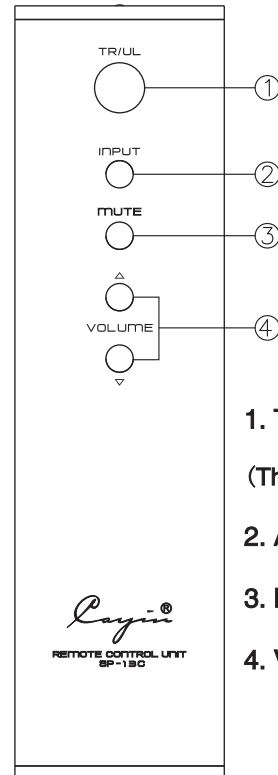 TR/UL
①
INPUT
②
MUTE
③
△
VOLUME
④
▽
1. T
(Th
2. A
3.
4. V
Cayin®
REMOTE CONTROL UNIT
SP-13C